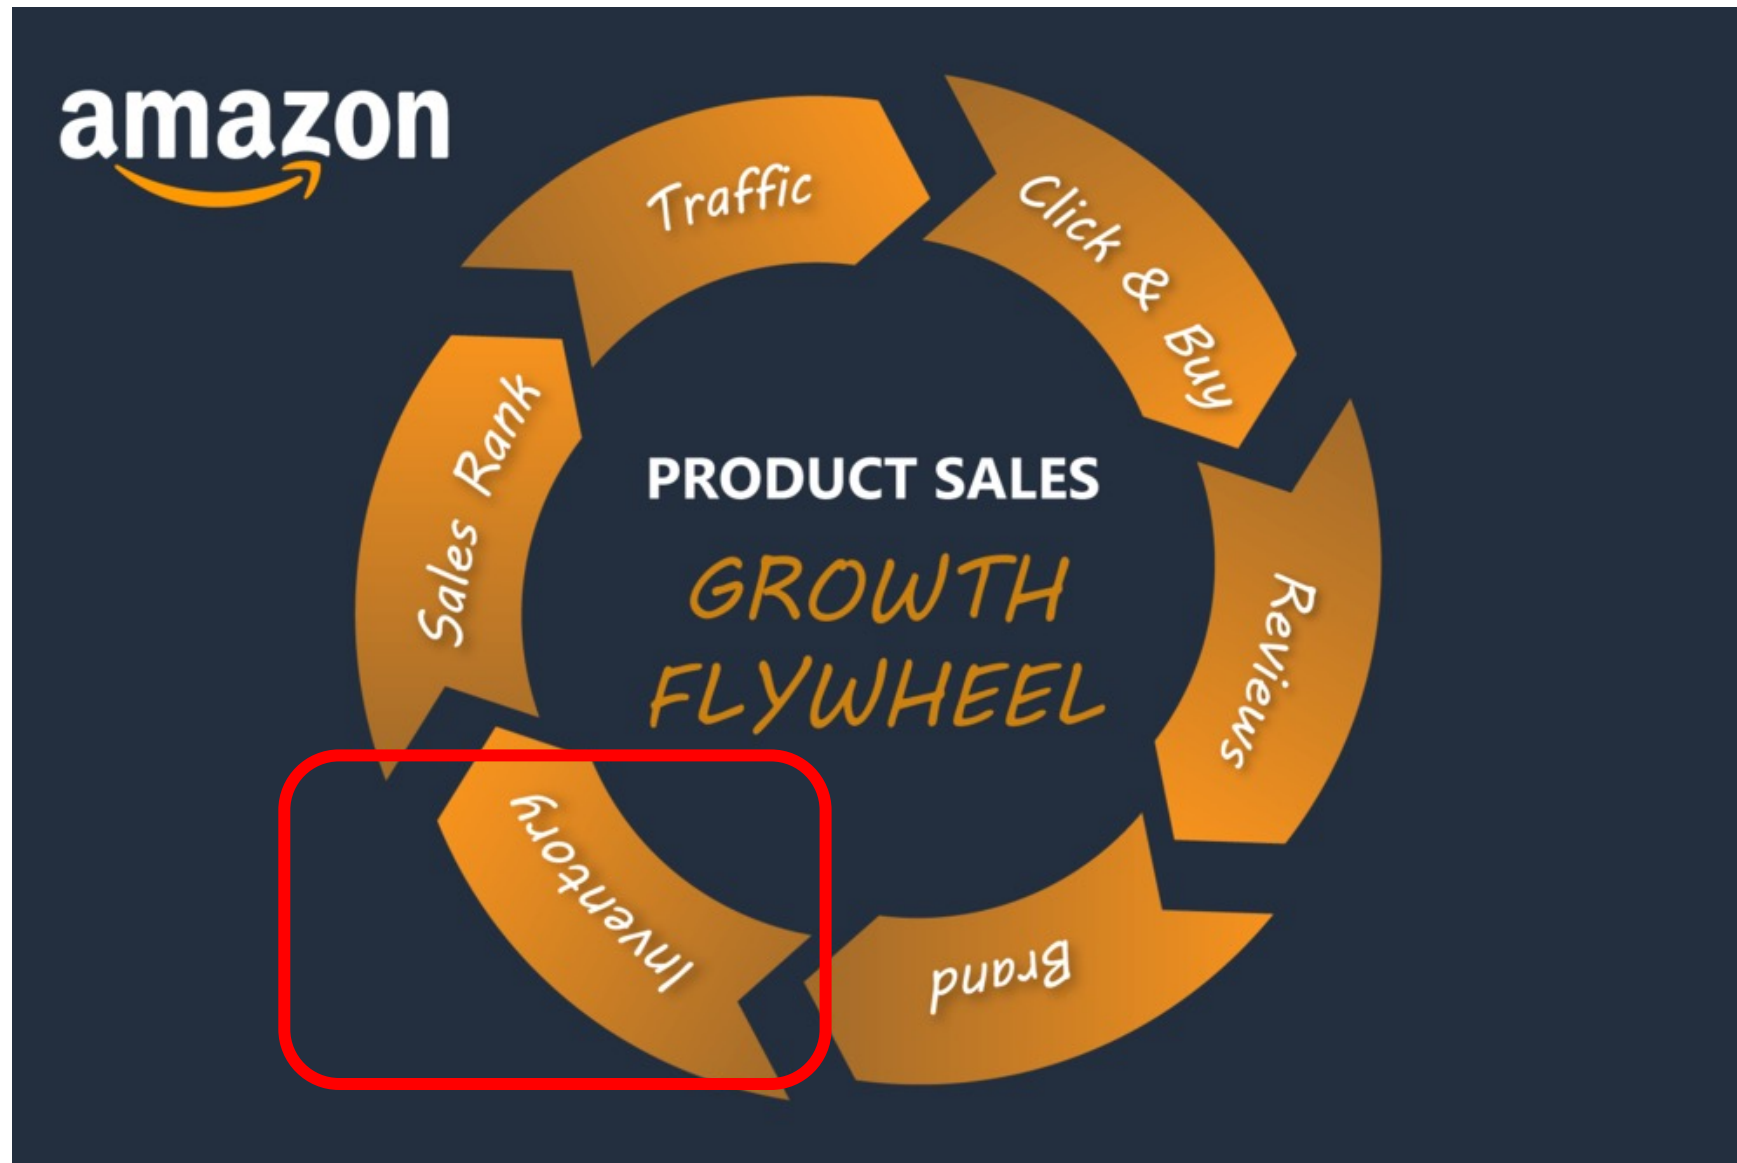 amazon
Traffic
Click & Buy
Reviews
Brand
Inventory
Sales Rank
PRODUCT SALES
GROWTH
FLYWHEEL